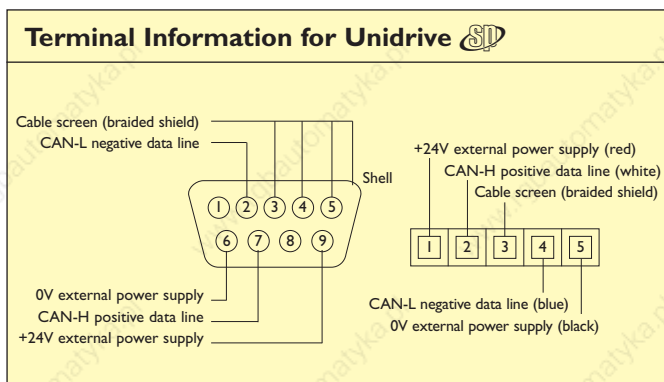 Terminal Information for Unidrive SP
Cable screen (braided shield)
CAN-L negative data line
Shell
1 2 3 4 5
6 7 8 9
0V external power supply
CAN-H positive data line
+24V external power supply
+24V external power supply (red)
CAN-H positive data line (white)
Cable screen (braided shield)
1 2 3 4 5
CAN-L negative data line (blue)
0V external power supply (black)